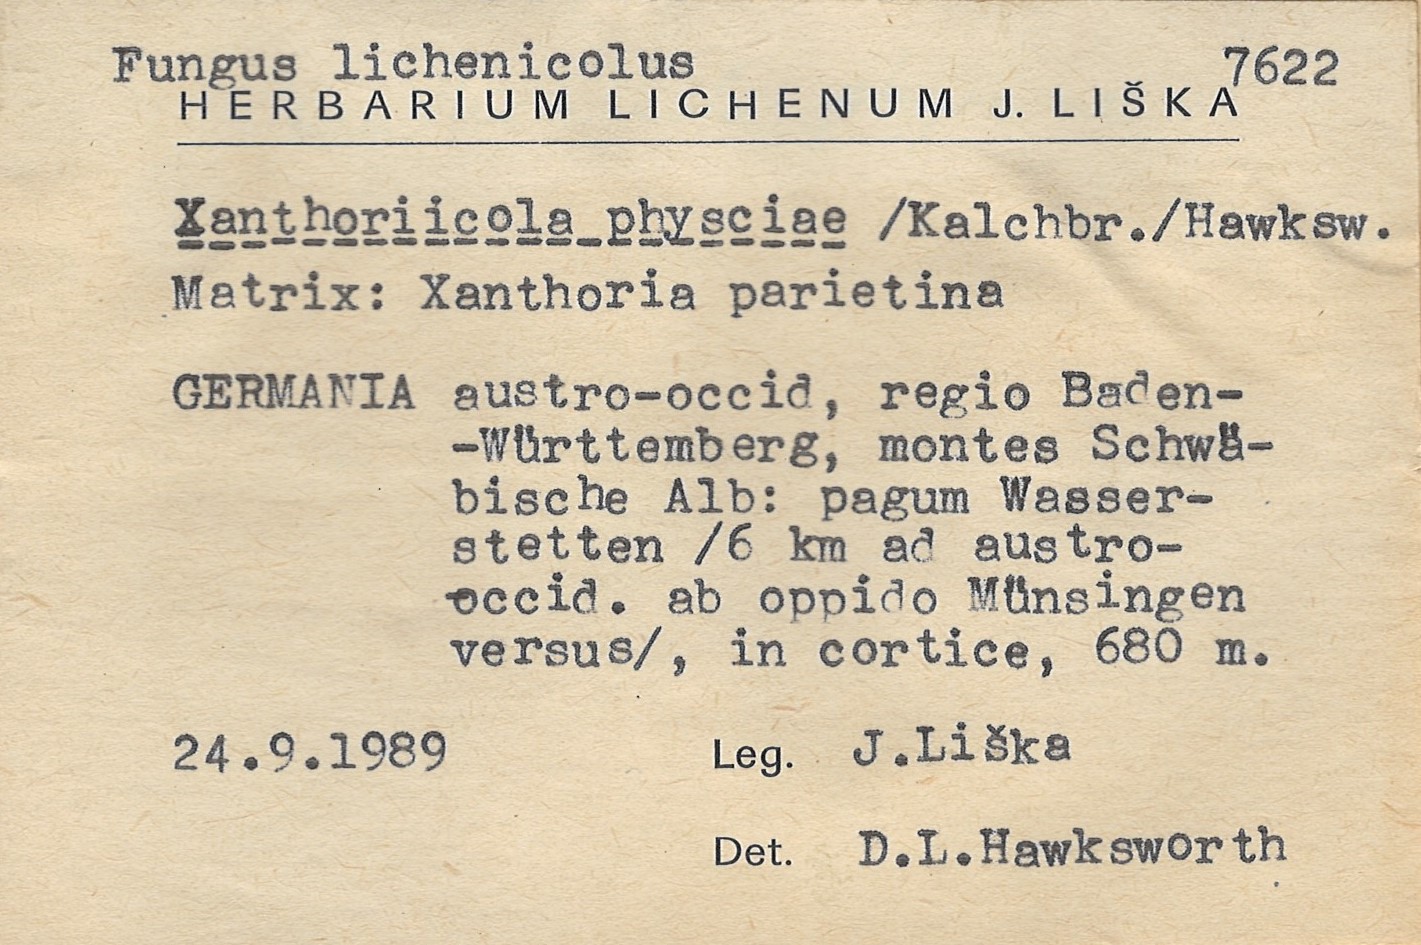 Fungus lichenicolus 7622
HERBARIUM LICHENUM J. LIŠKA
Xanthoriicola physciae /Kalchbr./Hawksw.
Matrix: Xanthoria parietina
GERMANIA austro-occid, regio Baden-
-Württemberg, montes Schwä-
bische Alb: pagum Wasser-
stetten /6 km ad austro-
occid. ab oppido Münsingen
versus/, in cortice, 680 m.
24.9.1989 Leg. J.Liška
Det. D.L.Hawksworth